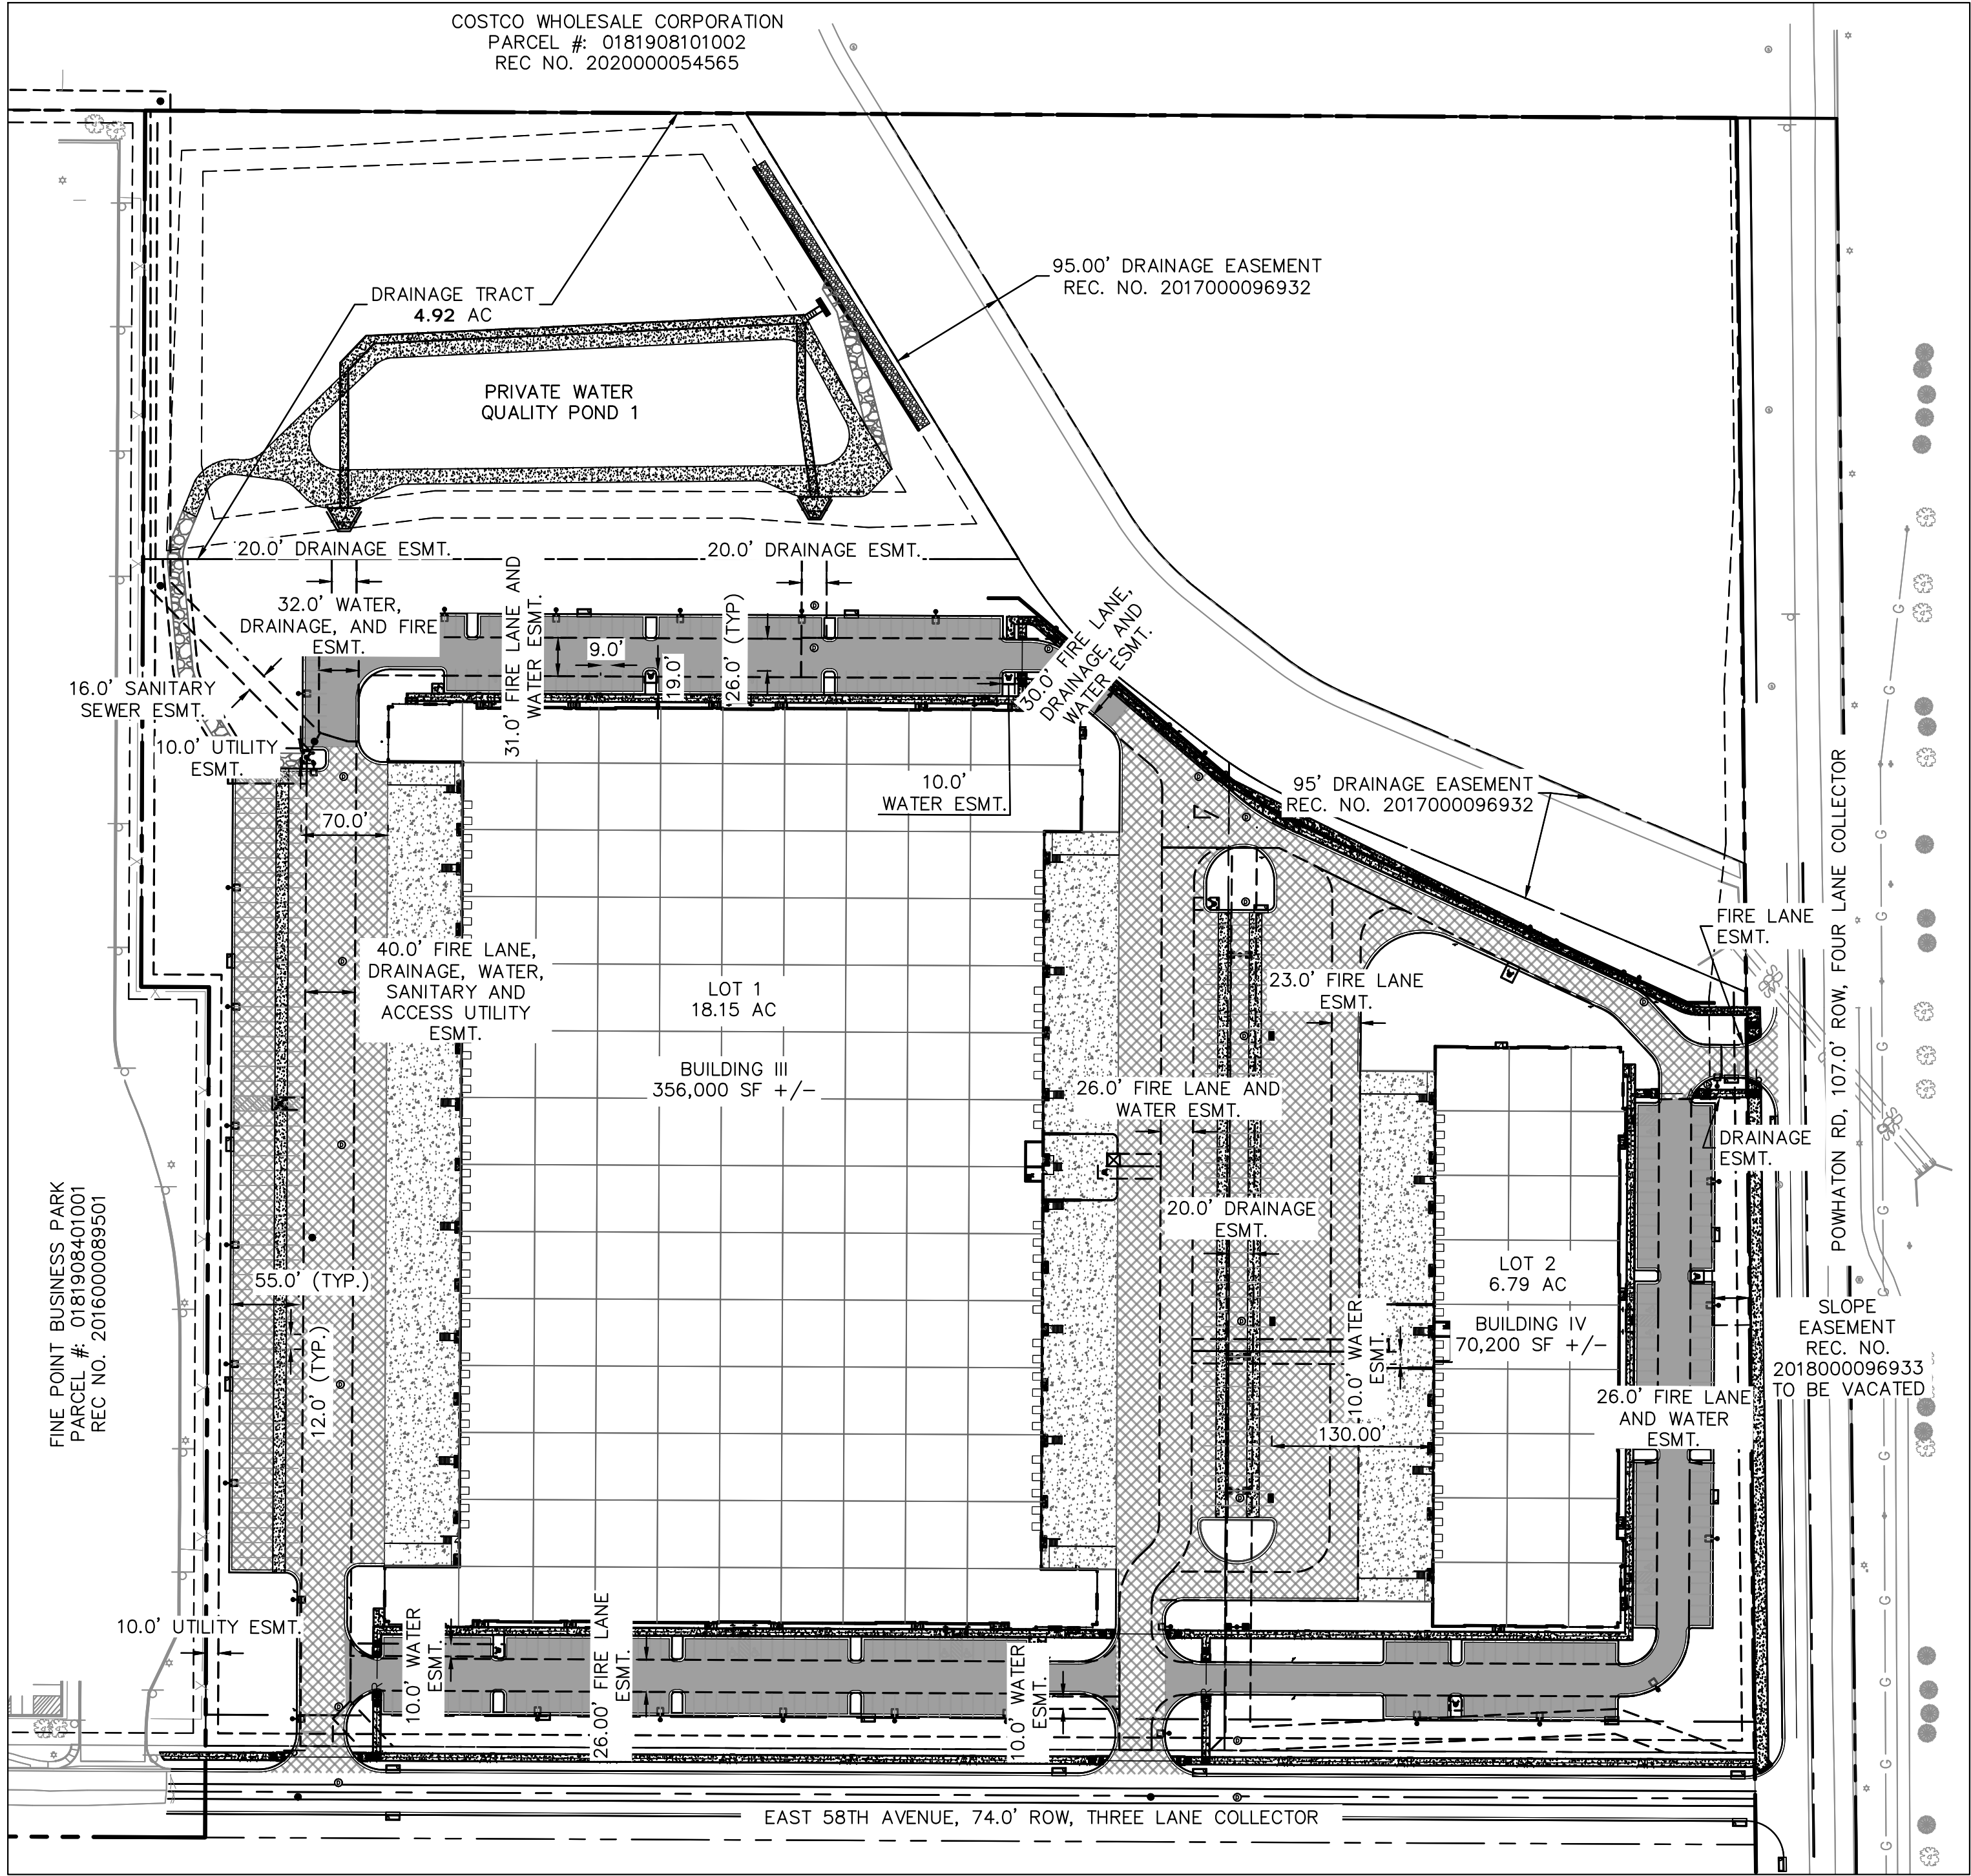 COSTCO WHOLESALE CORPORATION
PARCEL #: 0181908101002
REC NO. 2020000054565
95.00' DRAINAGE EASEMENT
REC. NO. 2017000096932
DRAINAGE TRACT
4.92 AC
PRIVATE WATER
QUALITY POND 1
20.0' DRAINAGE ESMT.
20.0' DRAINAGE ESMT.
32.0' WATER,
DRAINAGE, AND FIRE
ESMT.
31.0' FIRE LANE AND
WATER ESMT.
9.0'
19.0'
26.0' (TYP)
30.0' FIRE LANE,
DRAINAGE, AND
WATER ESMT.
16.0' SANITARY
SEWER ESMT.
10.0' UTILITY
ESMT.
10.0'
WATER ESMT.
95' DRAINAGE EASEMENT
REC. NO. 2017000096932
70.0'
FIRE LANE
ESMT.
40.0' FIRE LANE,
DRAINAGE, WATER,
SANITARY AND
ACCESS UTILITY
ESMT.
LOT 1
18.15 AC
BUILDING III
356,000 SF +/-
23.0' FIRE LANE
ESMT.
26.0' FIRE LANE AND
WATER ESMT.
DRAINAGE
ESMT.
POWHATON RD, 107.0' ROW, FOUR LANE COLLECTOR
20.0' DRAINAGE
ESMT.
FINE POINT BUSINESS PARK
PARCEL #: 0181908401001
REC NO. 2016000089501
55.0' (TYP.)
12.0' (TYP.)
LOT 2
6.79 AC
BUILDING IV
70,200 SF +/-
10.0' WATER
ESMT.
SLOPE
EASEMENT
REC. NO.
2018000096933
TO BE VACATED
26.0' FIRE LANE
AND WATER
ESMT.
130.00'
10.0' UTILITY ESMT.
10.0' WATER
ESMT.
26.00' FIRE LANE
ESMT.
10.0' WATER
ESMT.
EAST 58TH AVENUE, 74.0' ROW, THREE LANE COLLECTOR